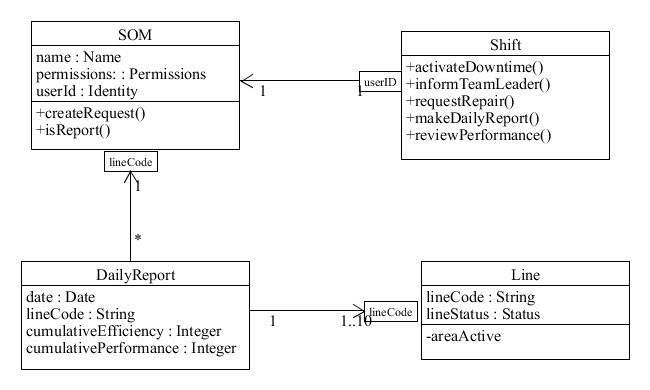 SOM
name : Name
permissions: : Permissions
userId : Identity
+createRequest()
+isReport()
lineCode
1
*
1
1
userID
Shift
+activateDowntime()
+informTeamLeader()
+requestRepair()
+makeDailyReport()
+reviewPerformance()
DailyReport
date : Date
lineCode : String
cumulativeEfficiency : Integer
cumulativePerformance : Integer
1
1..10
lineCode
Line
lineCode : String
lineStatus : Status
-areaActive